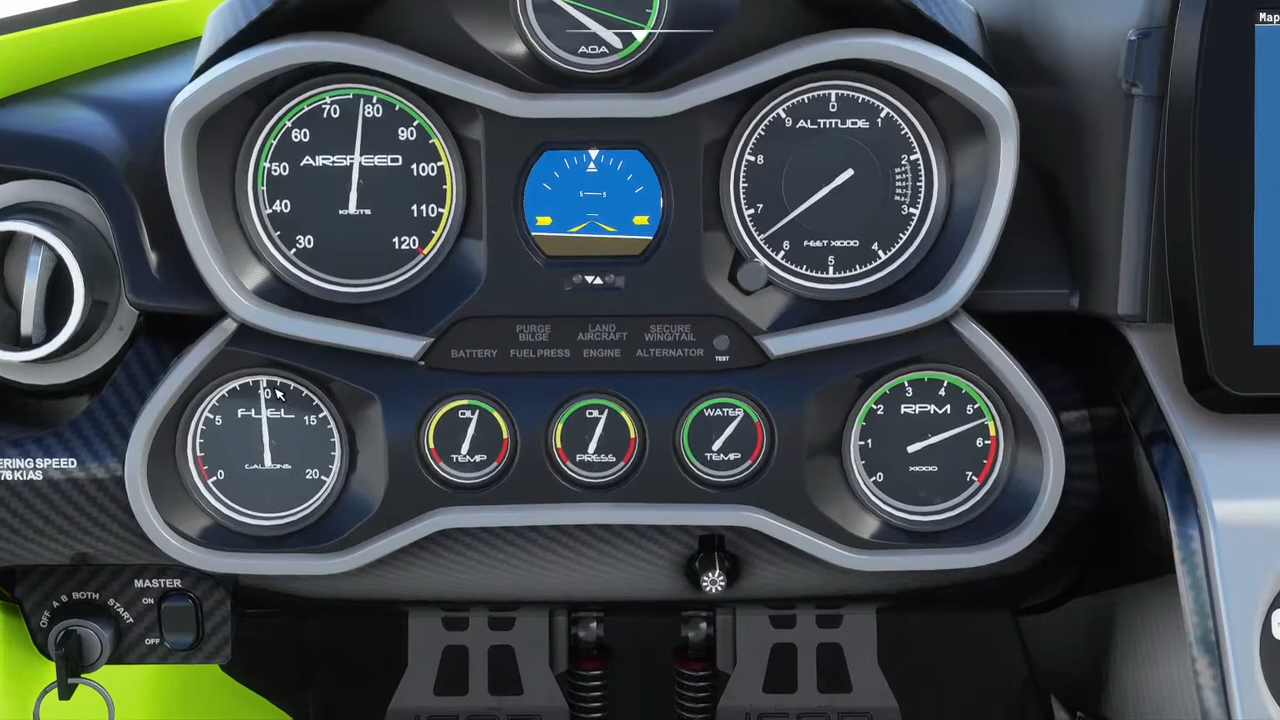 Map
AOA
70 80
60 90
AIRSPEED
50 100
40 110
KNOTS
30 120
0
9 ALTITUDE 1
8 2
7 3
6 4
FEET X1000
5
5 5
PURGE BILGE
LAND AIRCRAFT
SECURE WING/TAIL
BATTERY FUEL PRESS ENGINE ALTERNATOR
TEST
10
FUEL
5 15
GALLONS
0 20
OIL
TEMP
OIL
PRESS
WATER
TEMP
3 4
2 RPM 5
1 6
X1000
0 7
ERING SPEED
76 KIAS
MASTER
ON
OFF
OFF A B BOTH START